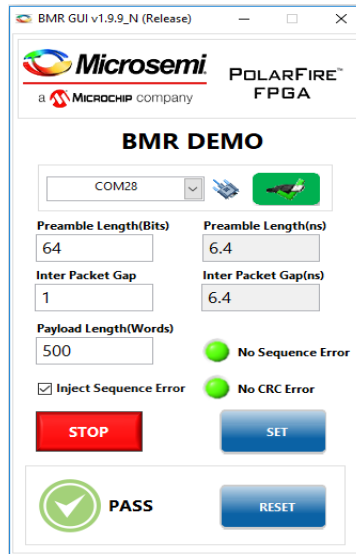 BMR GUI v1.9.9_N (Release)
Microsemi
a MICROCHIP company
POLARFIRE™
FPGA
BMR DEMO
COM28
Preamble Length(Bits) Preamble Length(ns)
64 6.4
Inter Packet Gap Inter Packet Gap(ns)
1 6.4
Payload Length(Words)
500
No Sequence Error
Inject Sequence Error No CRC Error
STOP SET
PASS RESET